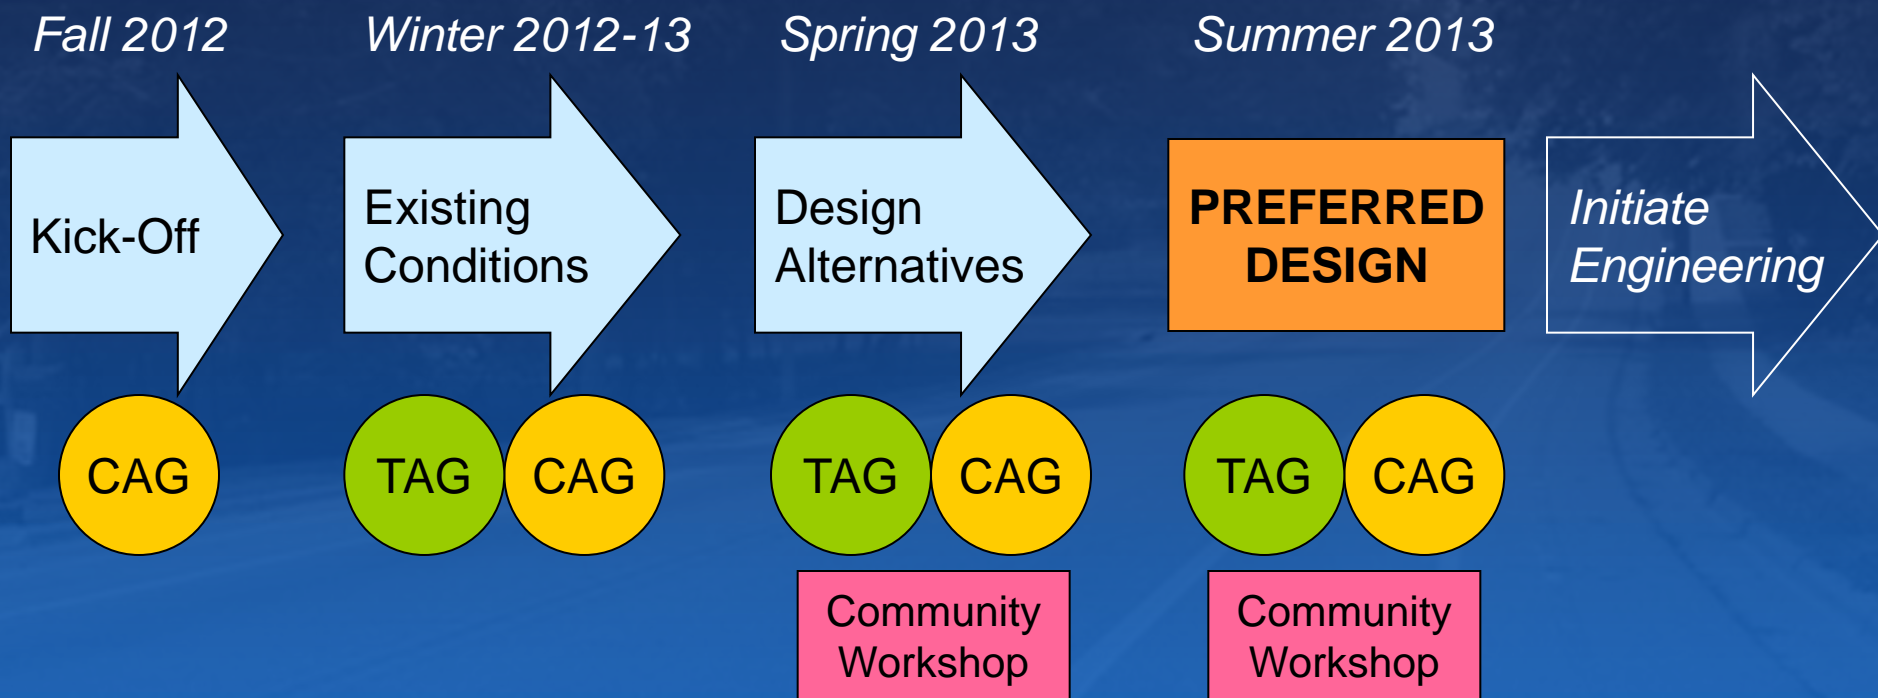 Fall 2012
Winter 2012-13
Spring 2013
Summer 2013
Kick-Off
Existing
Conditions
Design
Alternatives
PREFERRED
DESIGN
Initiate
Engineering
CAG
TAG
CAG
TAG
CAG
TAG
CAG
Community
Workshop
Community
Workshop